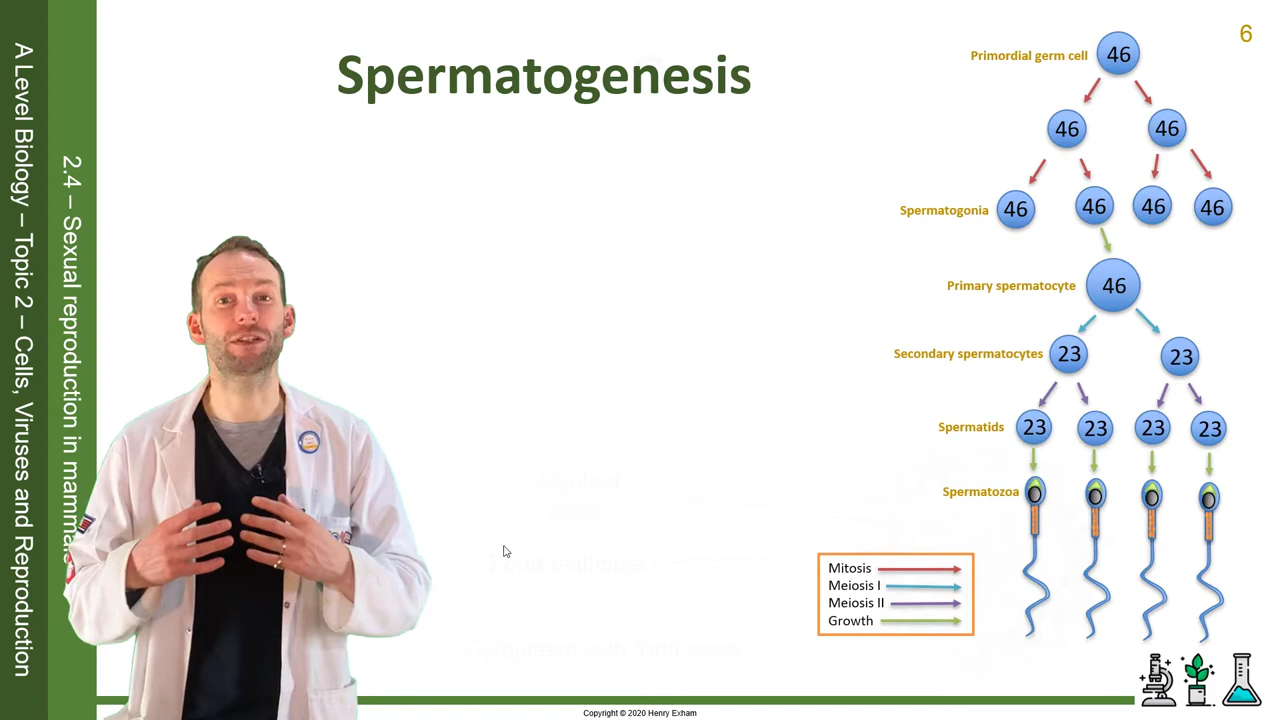 A Level Biology – Topic 2 – Cells, Viruses and Reproduction
2.4 – Sexual reproduction in mammals
Spermatogenesis
6
Primordial germ cell
46
46
46
Spermatogonia
46
46
46
46
Primary spermatocyte
46
Secondary spermatocytes
23
23
Spermatids
23
23
23
23
Spermatozoa
Mitosis
Meiosis I
Meiosis II
Growth
Copyright © 2020 Henry Exham